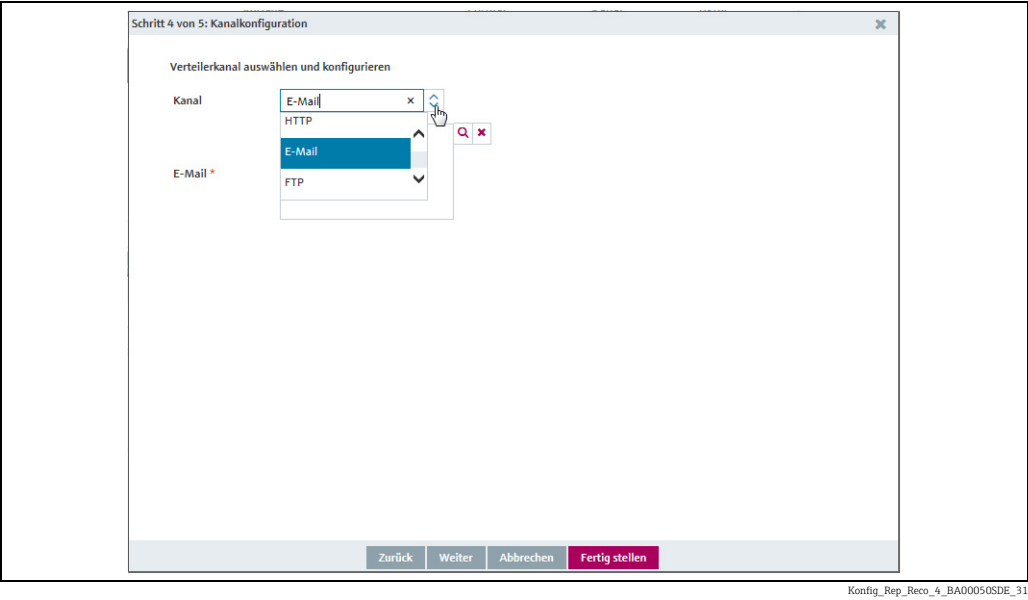 Schritt 4 von 5: Kanalkonfiguration
Verteilerkanal auswählen und konfigurieren
Kanal
E-Mail
HTTP
E-Mail
E-Mail *
FTP
Zurück Weiter Abbrechen Fertig stellen
Konfig_Rep_Reco_4_BA00050SDE_31